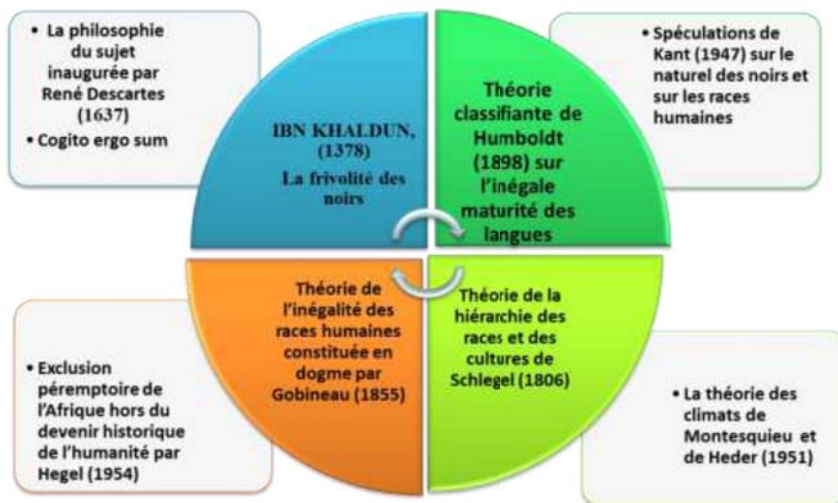 • La philosophie
du sujet
inaugurée par
René Descartes
(1637)
• Cogito ergo sum
IBN KHALDUN,
(1378)
La frivolité des
noirs
Théorie
classifiante de
Humboldt
(1898) sur
l'inégale
maturité des
langues
• Spéculations de
Kant (1947) sur le
naturel des noirs et
sur les races
humaines
• Exclusion
péremptoire de
l'Afrique hors du
devenir historique
de l'humanité par
Hegel (1954)
Théorie de
l'inégalité des
races humaines
constituée en
dogme par
Gobineau (1855)
Théorie de la
hiérarchie des
races et des
cultures de
Schlegel (1806)
• La théorie des
climats de
Montesquieu et
de Heder (1951)